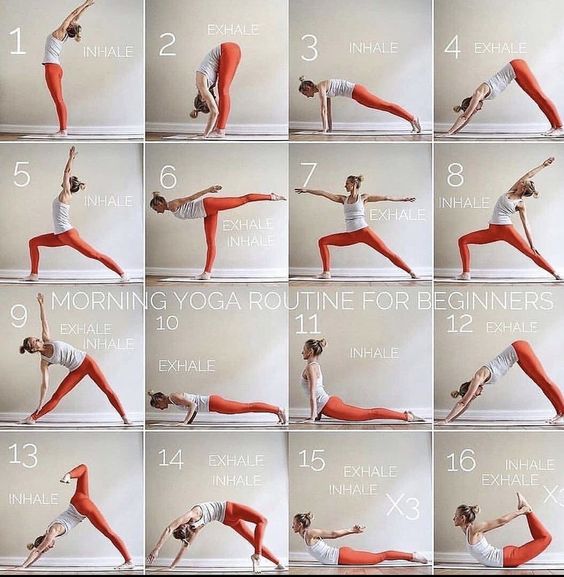 1
INHALE
2
EXHALE
3
INHALE
4
EXHALE
5
INHALE
6
EXHALE
INHALE
7
EXHALE
8
INHALE
MORNING YOGA ROUTINE FOR BEGINNERS
9
EXHALE
INHALE
10
EXHALE
11
INHALE
12
EXHALE
13
INHALE
14
EXHALE
INHALE
15
EXHALE
INHALE
X3
16
INHALE
EXHALE
X3